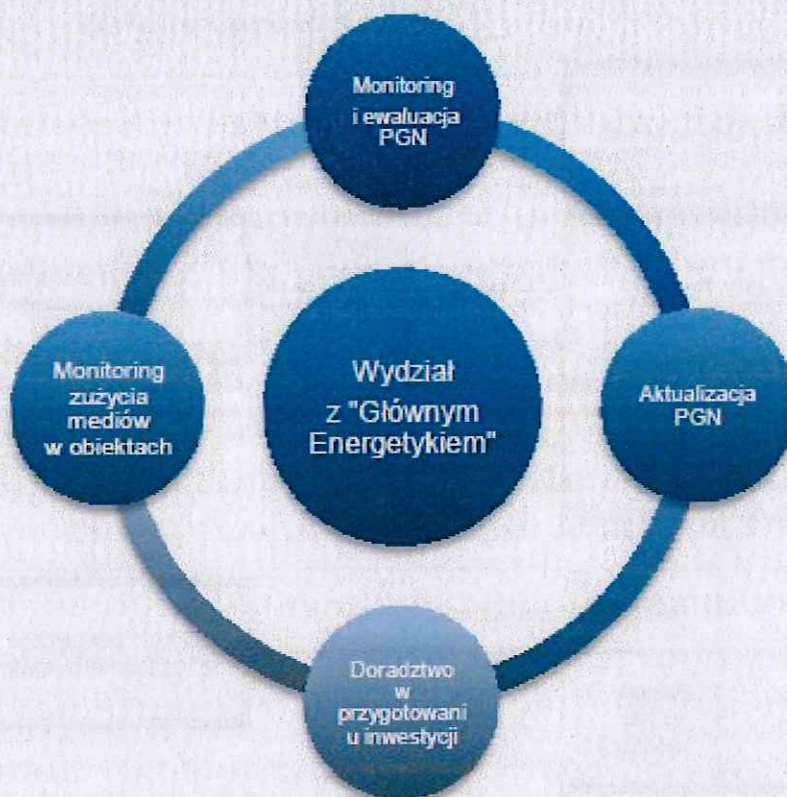 Monitoring
i ewaluacja
PGN
Monitoring
zużycia
mediów
w obiektach
Wydział
z "Głównym
Energetykiem"
Aktualizacja
PGN
Doradztwo
w
przygotowani
u inwestycji